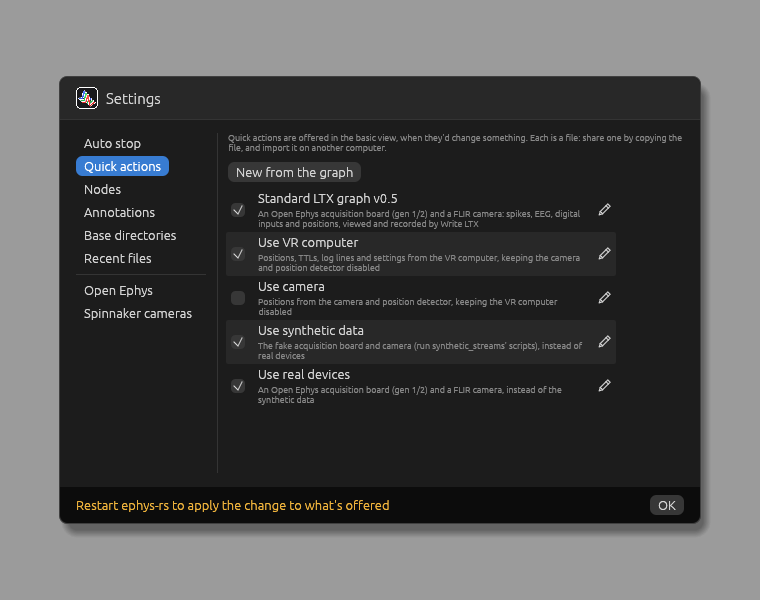 Settings
Auto stop
Quick actions
Nodes
Annotations
Base directories
Recent files
Open Ephys
Spinnaker cameras
Quick actions are offered in the basic view, when they'd change something. Each is a file: share one by copying the
file, and import it on another computer.
New from the graph
Standard LTX graph v0.5
An Open Ephys acquisition board (gen 1/2) and a FLIR camera: spikes, EEG, digital
inputs and positions, viewed and recorded by Write LTX
Use VR computer
Positions, TTLs, log lines and settings from the VR computer, keeping the camera
and position detector disabled
Use camera
Positions from the camera and position detector, keeping the VR computer
disabled
Use synthetic data
The fake acquisition board and camera (run synthetic_streams' scripts), instead of
real devices
Use real devices
An Open Ephys acquisition board (gen 1/2) and a FLIR camera, instead of the
synthetic data
Restart ephys-rs to apply the change to what's offered
OK